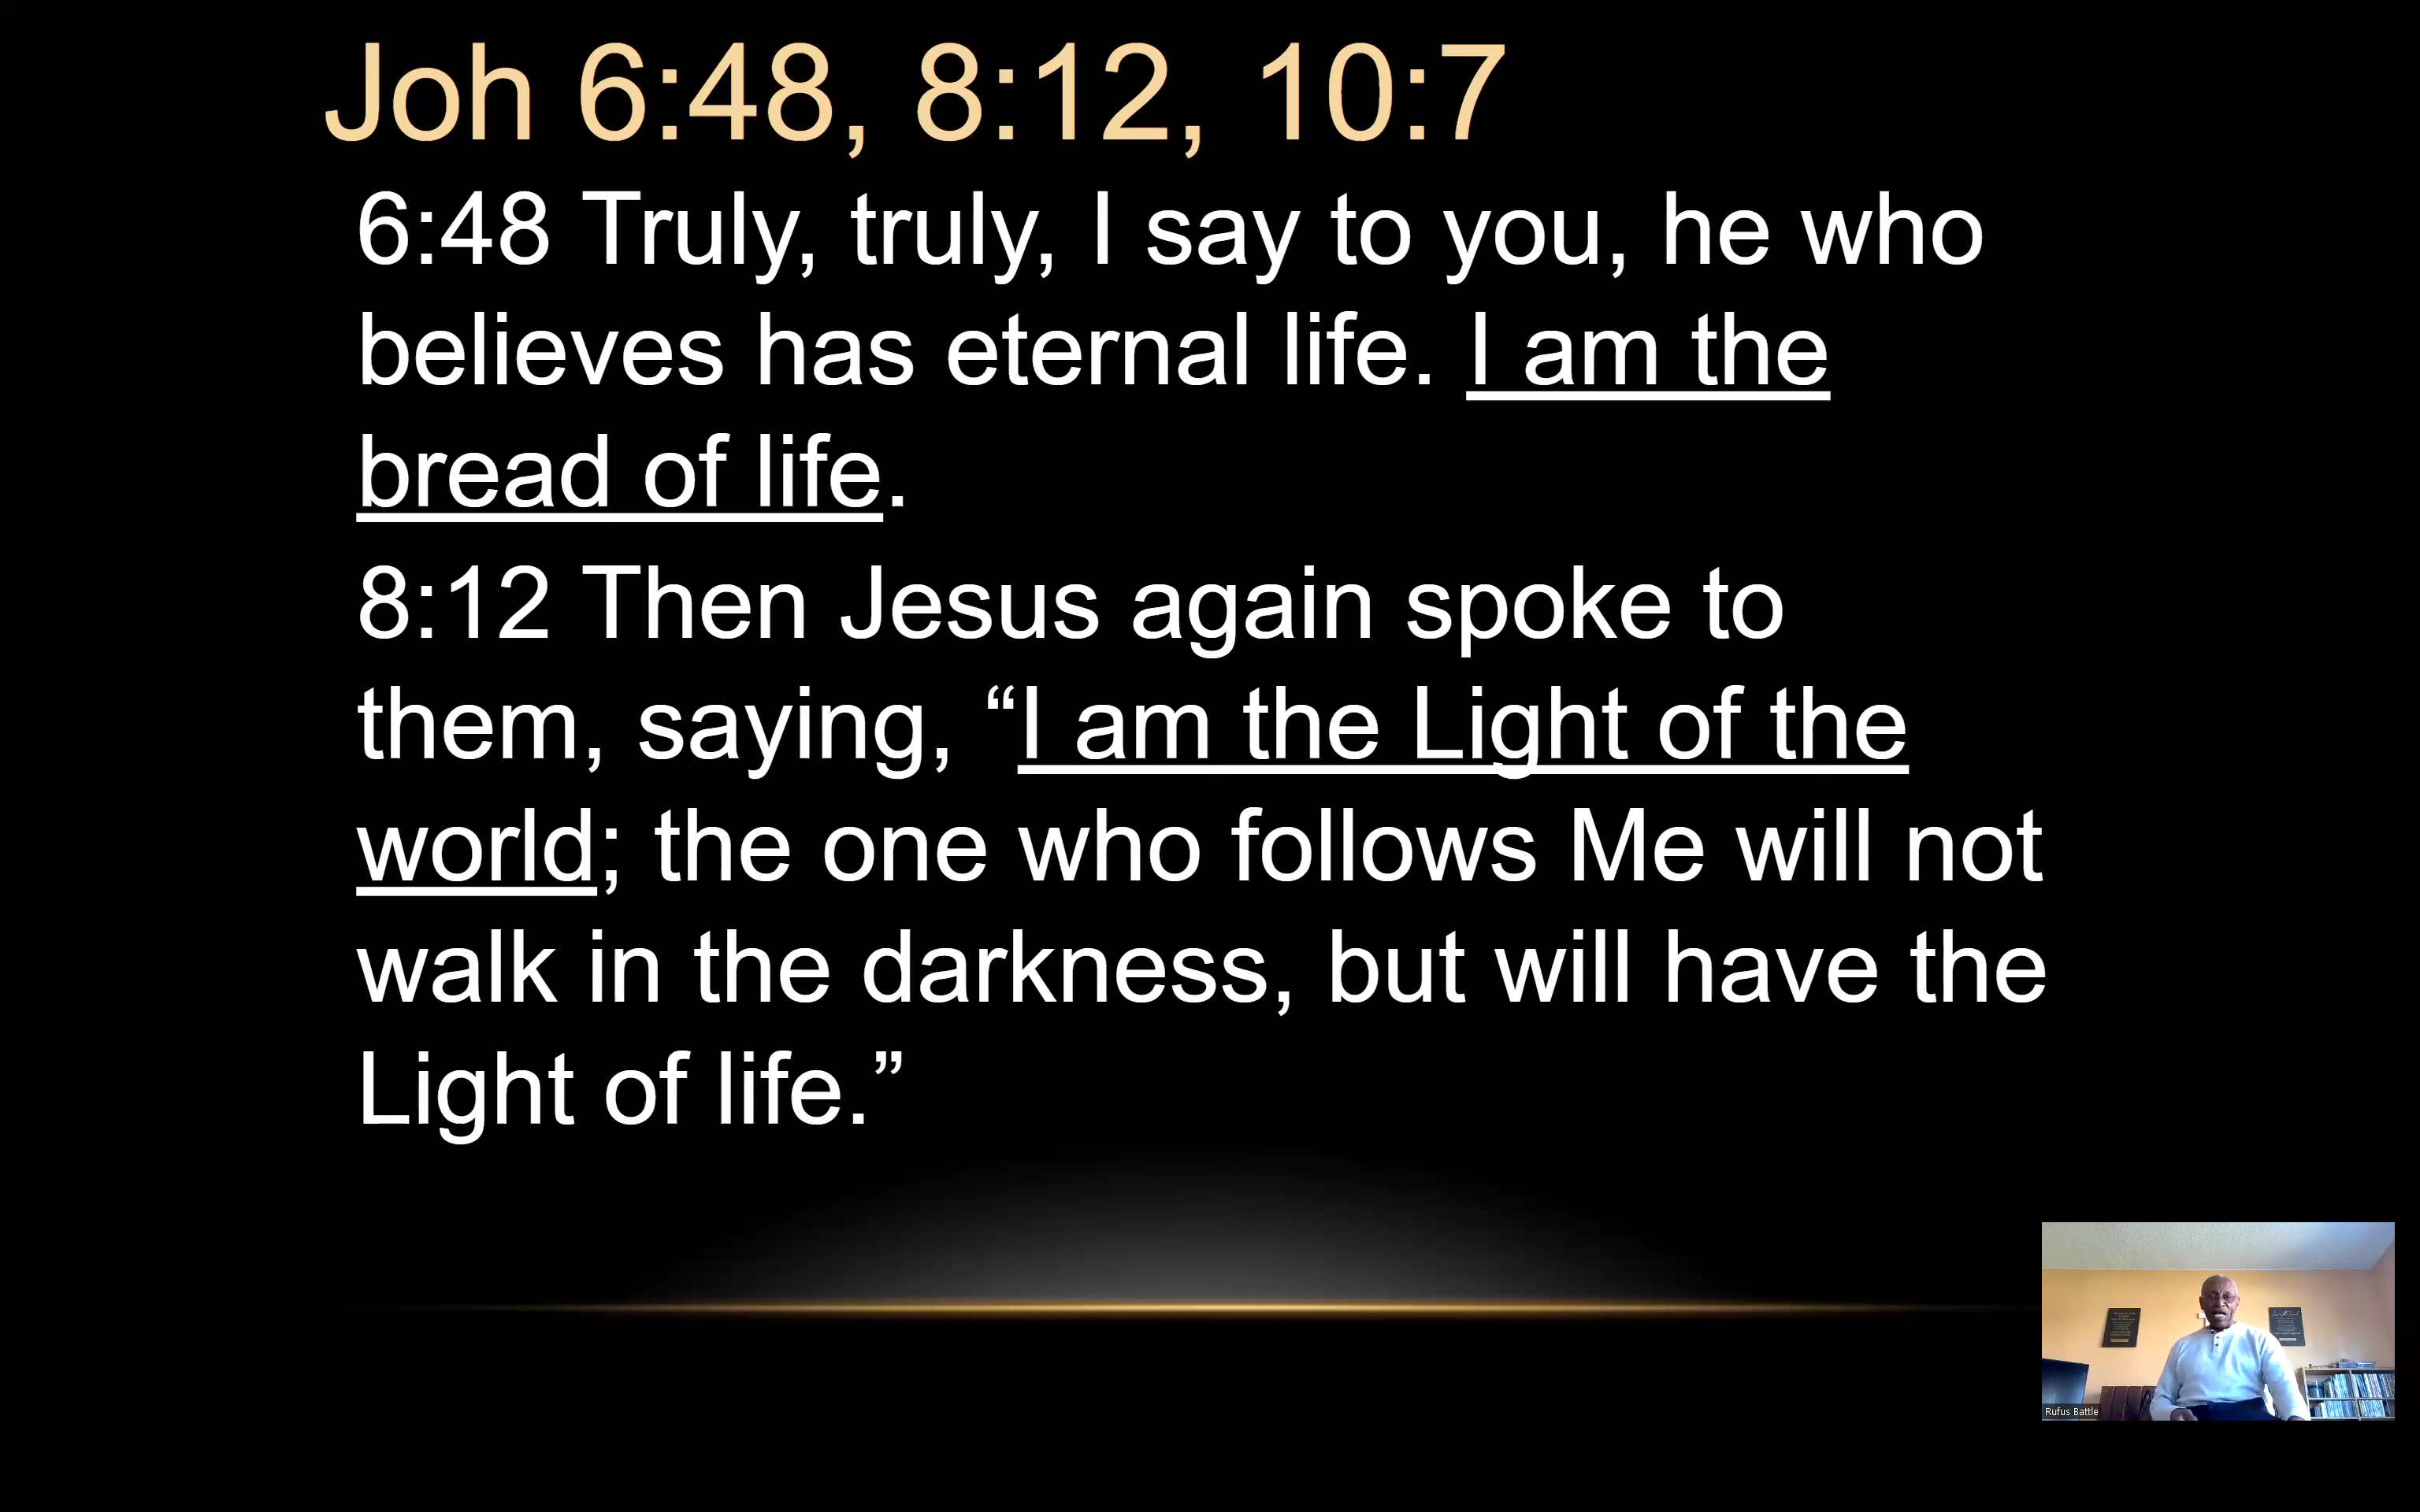 Joh 6:48, 8:12, 10:7
6:48 Truly, truly, I say to you, he who
believes has eternal life. I am the
bread of life.
8:12 Then Jesus again spoke to
them, saying, “I am the Light of the
world; the one who follows Me will not
walk in the darkness, but will have the
Light of life.”
Rufus Battle